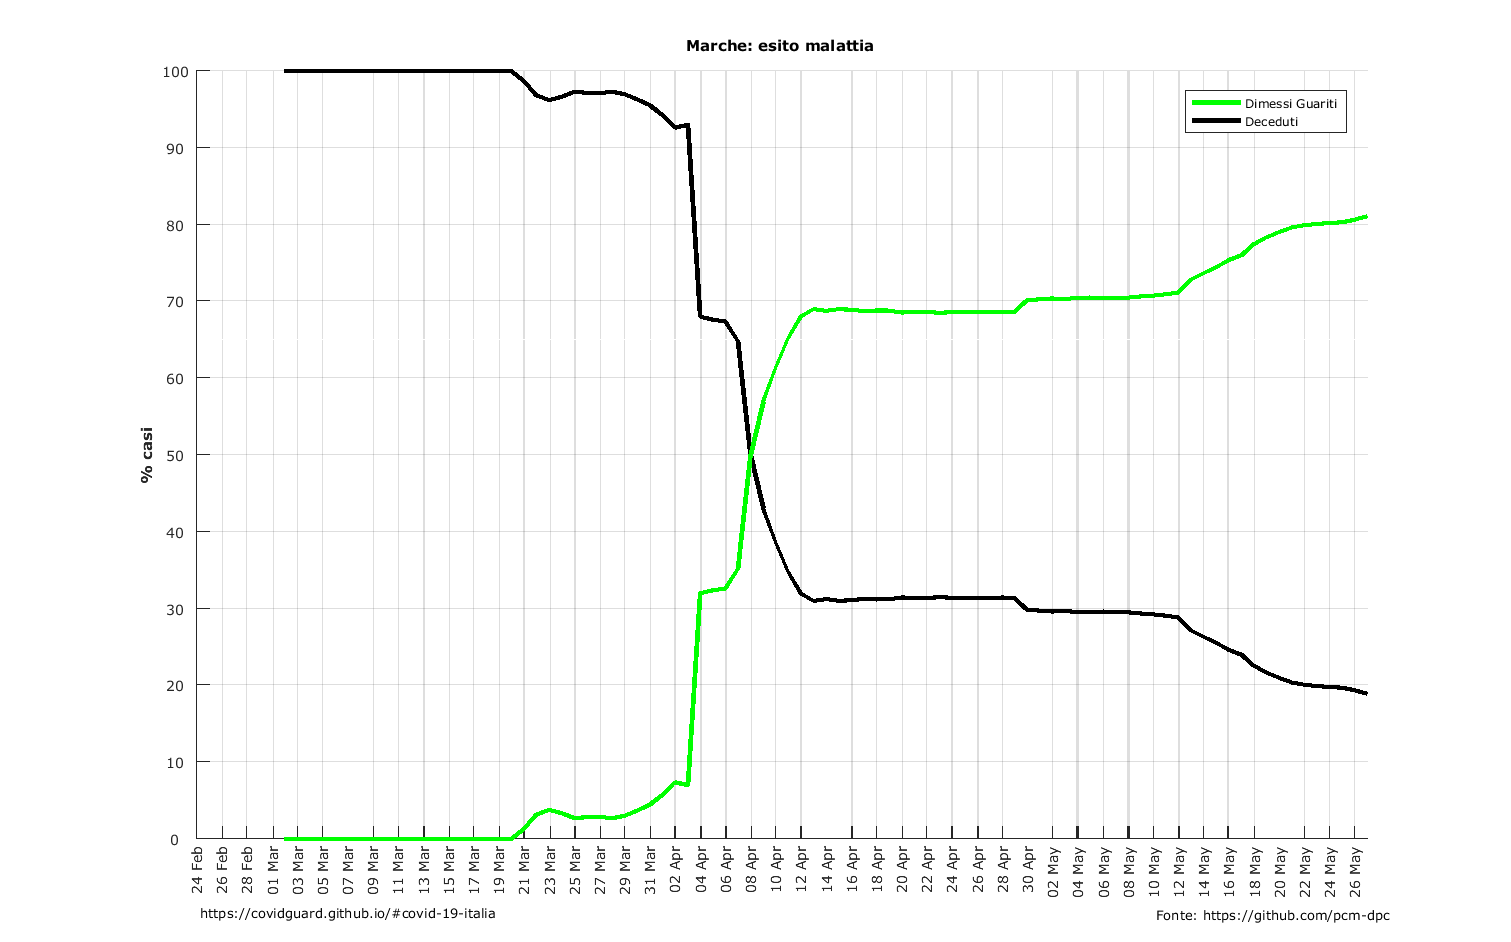 Marche: esito malattia
Dimessi Guariti
Deceduti
% casi
100
90
80
70
60
50
40
30
20
10
0
24 Feb
26 Feb
28 Feb
01 Mar
03 Mar
05 Mar
07 Mar
09 Mar
11 Mar
13 Mar
15 Mar
17 Mar
19 Mar
21 Mar
23 Mar
25 Mar
27 Mar
29 Mar
31 Mar
02 Apr
04 Apr
06 Apr
08 Apr
10 Apr
12 Apr
14 Apr
16 Apr
18 Apr
20 Apr
22 Apr
24 Apr
26 Apr
28 Apr
30 Apr
02 May
04 May
06 May
08 May
10 May
12 May
14 May
16 May
18 May
20 May
22 May
24 May
26 May
https://covidguard.github.io/#covid-19-italia
Fonte: https://github.com/pcm-dpc